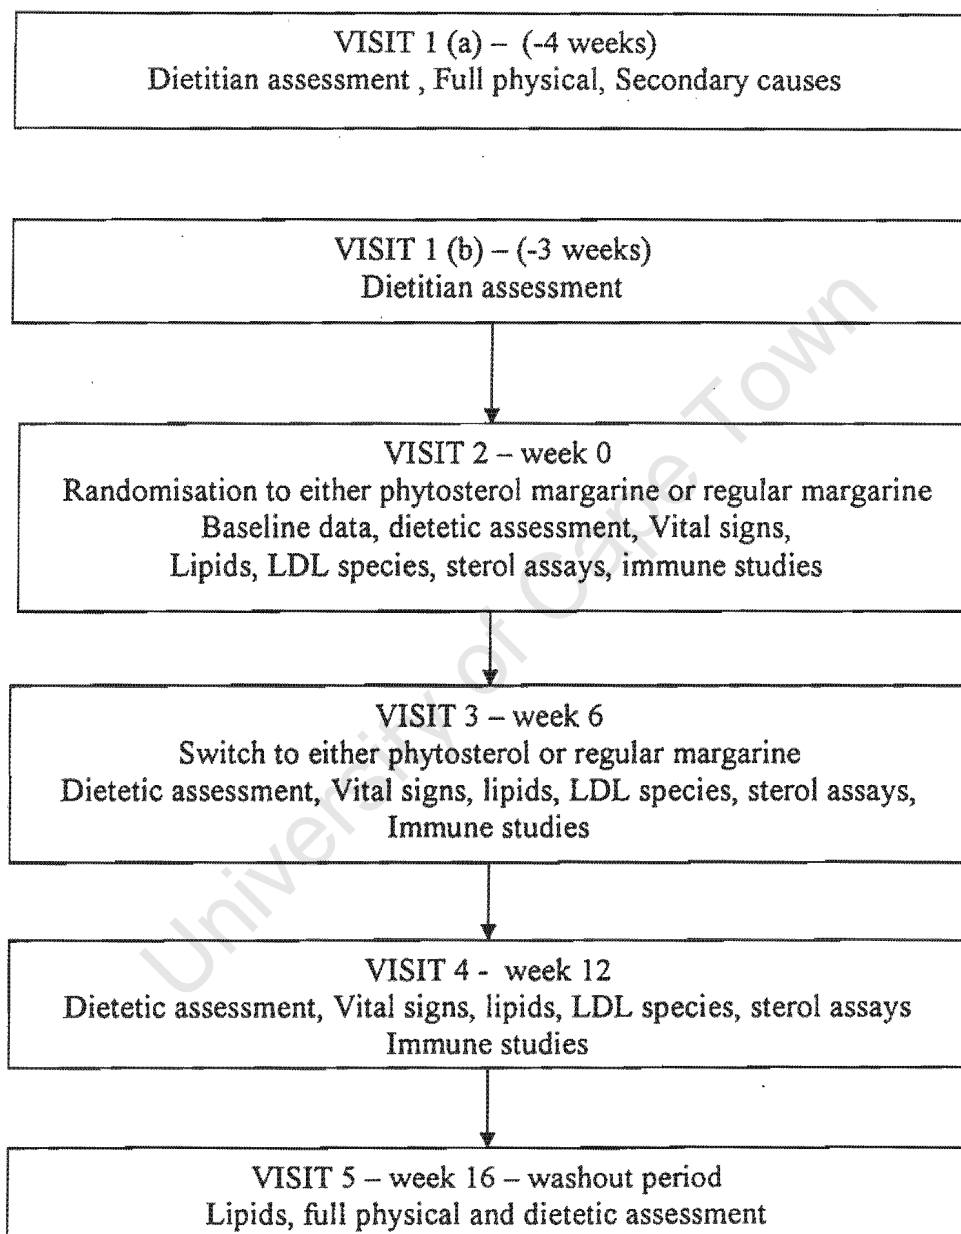 VISIT 1 (a) – (-4 weeks)
Dietitian assessment , Full physical, Secondary causes
VISIT 1 (b) – (-3 weeks)
Dietitian assessment
VISIT 2 – week 0
Randomisation to either phytosterol margarine or regular margarine
Baseline data, dietetic assessment, Vital signs,
Lipids, LDL species, sterol assays, immune studies
VISIT 3 – week 6
Switch to either phytosterol or regular margarine
Dietetic assessment, Vital signs, lipids, LDL species, sterol assays,
Immune studies
VISIT 4 - week 12
Dietetic assessment, Vital signs, lipids, LDL species, sterol assays
Immune studies
VISIT 5 – week 16 – washout period
Lipids, full physical and dietetic assessment
University of Cape Town